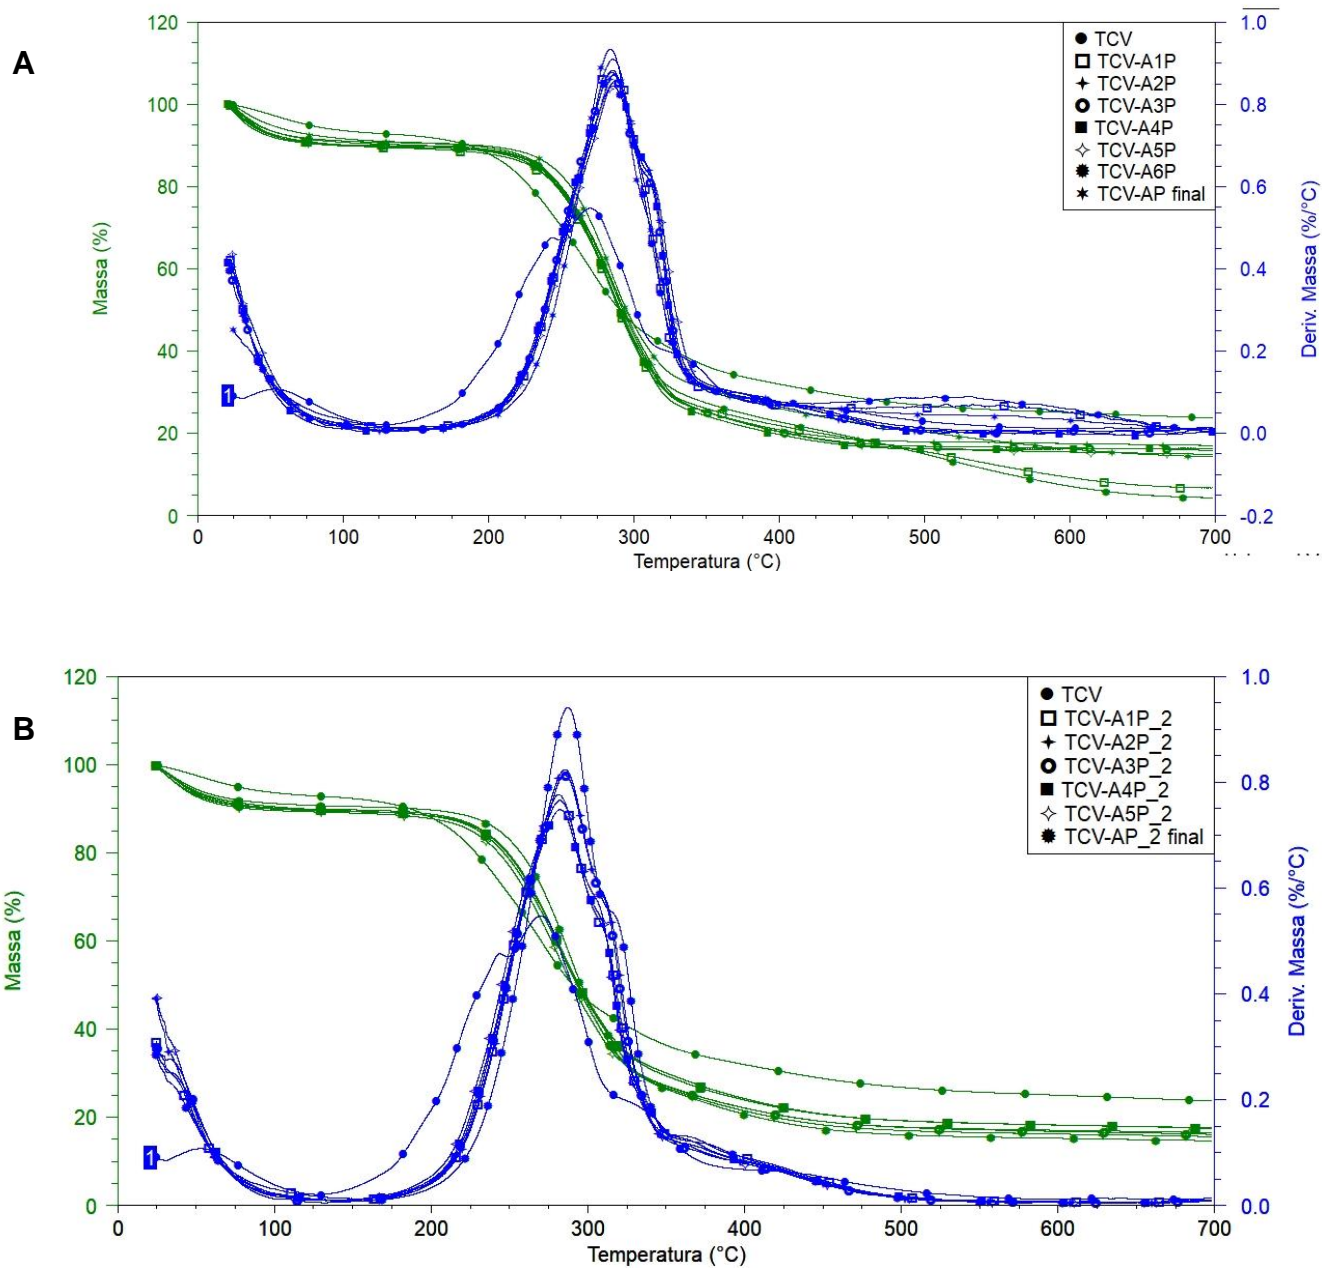 A
120
100
80
60
40
20
0
Massa (%)
0
100
200
300
400
500
600
700
Temperatura (°C)
1.0
0.8
0.6
0.4
0.2
0.0
-0.2
Deriv. Massa (%/°C)
TCV
TCV-A1P
TCV-A2P
TCV-A3P
TCV-A4P
TCV-A5P
TCV-A6P
TCV-AP final
1
B
120
100
80
60
40
20
0
Massa (%)
0
100
200
300
400
500
600
700
Temperatura (°C)
1.0
0.8
0.6
0.4
0.2
0.0
Deriv. Massa (%/°C)
TCV
TCV-A1P_2
TCV-A2P_2
TCV-A3P_2
TCV-A4P_2
TCV-A5P_2
TCV-AP_2 final
1